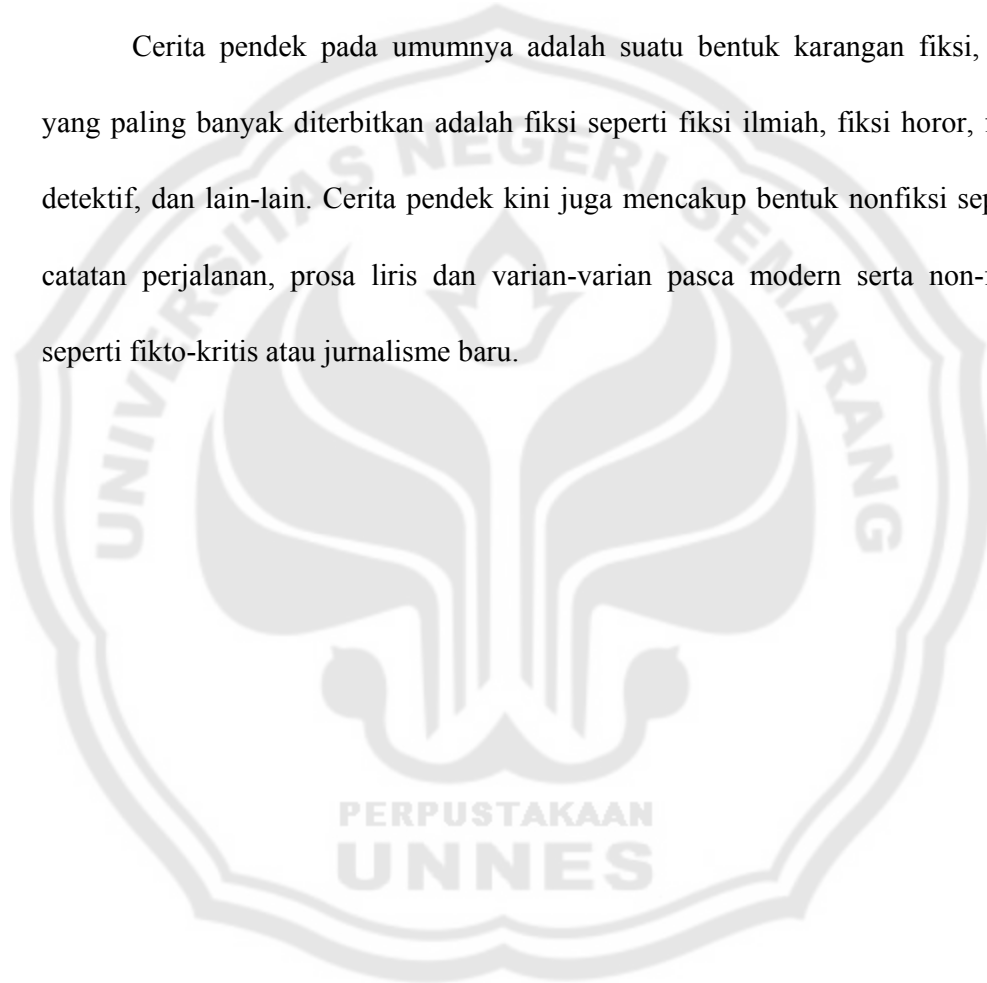 Cerita pendek pada umumnya adalah suatu bentuk karangan fiksi,
yang paling banyak diterbitkan adalah fiksi seperti fiksi ilmiah, fiksi horor,
detektif, dan lain-lain. Cerita pendek kini juga mencakup bentuk nonfiksi
catatan perjalanan, prosa liris dan varian-varian pasca modern serta
seperti fikto-kritis atau jurnalisme baru.
UNIVERSITAS NEGERI SEMARANG
PERPUSTAKAAN
UNNES